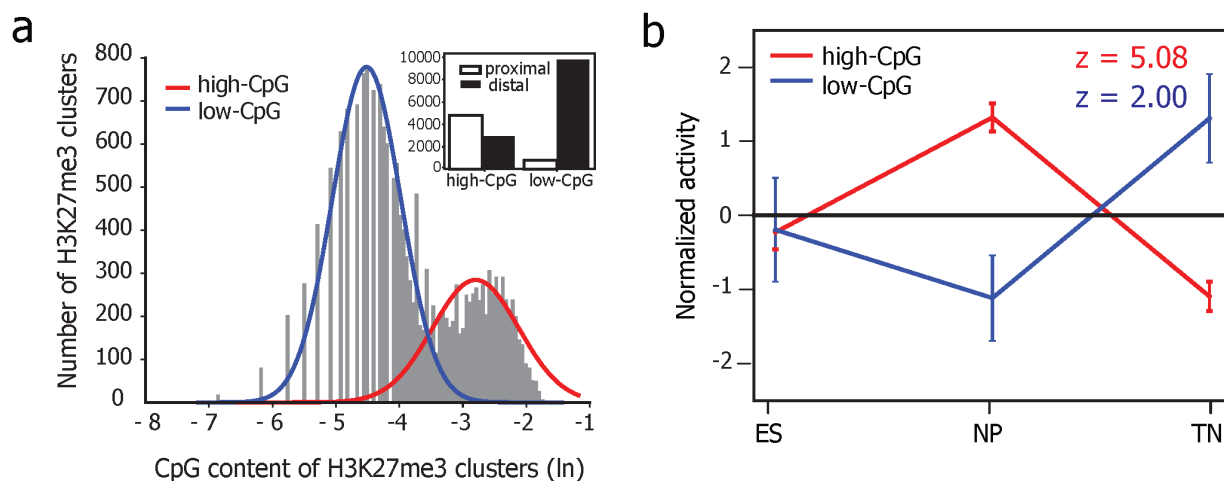 a
800
700
600
500
400
300
200
100
0
Number of H3K27me3 clusters
high-CpG
low-CpG
10000
8000
6000
4000
2000
0
proximal
distal
high-CpG low-CpG
- 8 - 7 - 6 -5 -4 -3 -2 -1
CpG content of H3K27me3 clusters (ln)
b
high-CpG
low-CpG
z = 5.08
z = 2.00
2
1
0
-1
-2
Normalized activity
ES NP TN